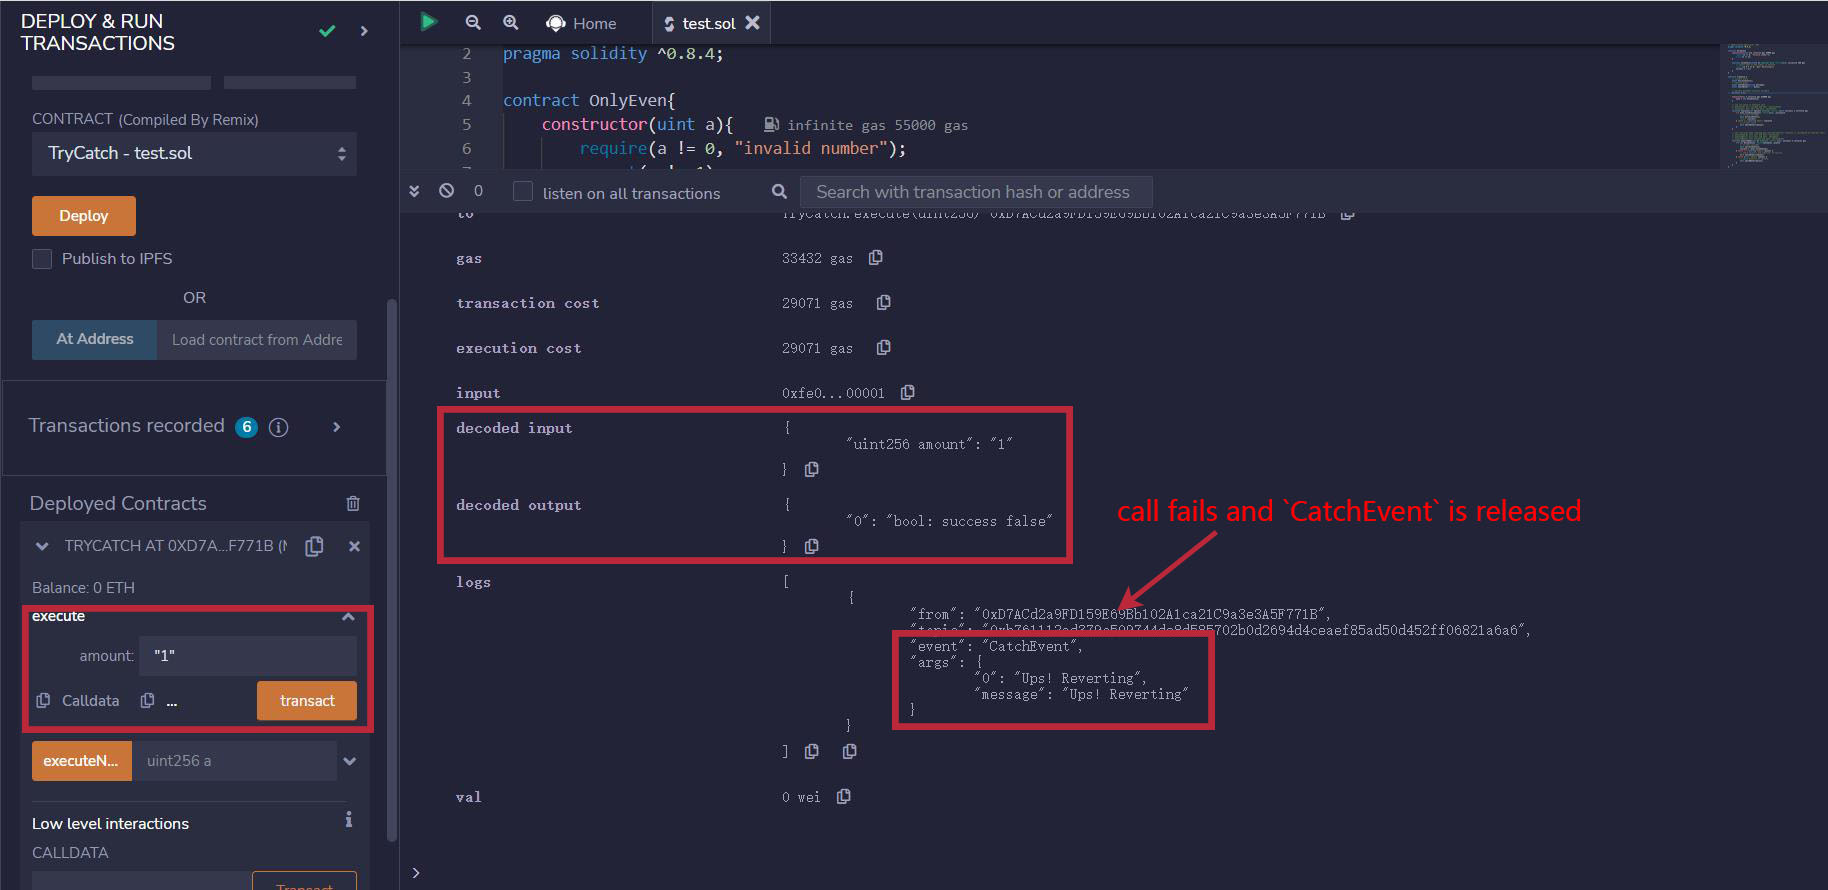 DEPLOY & RUN
TRANSACTIONS
CONTRACT (Compiled By Remix)
TryCatch - test.sol
Deploy
Publish to IPFS
OR
At Address
Load contract from Addre
Transactions recorded 6
Deployed Contracts
TRYCATCH AT 0XD7A...F771B (
Balance: 0 ETH
execute
amount: "1"
Calldata ... transact
executeN... uint256 a
Low level interactions
CALLDATA
Transact
Home
test.sol
2 pragma solidity ^0.8.4;
3
4 contract OnlyEven{
5 constructor(uint a){ infinite gas 55000 gas
6 require(a != 0, "invalid number");
0 listen on all transactions
Search with transaction hash or address
to TryCatch.execute(uint256) 0xD7ACd2a9FD159E69Bb102A1ca21C9a3e3A5F771B
gas 33432 gas
transaction cost 29071 gas
execution cost 29071 gas
input 0xfe0...00001
decoded input {
"uint256 amount": "1"
}
decoded output {
"0": "bool: success false"
}
call fails and `CatchEvent` is released
logs [
{
"from": "0xD7ACd2a9FD159E69Bb102A1ca21C9a3e3A5F771B",
"event": "CatchEvent",
"args": {
"0": "Ups! Reverting",
"message": "Ups! Reverting"
}
}
]
val 0 wei
>